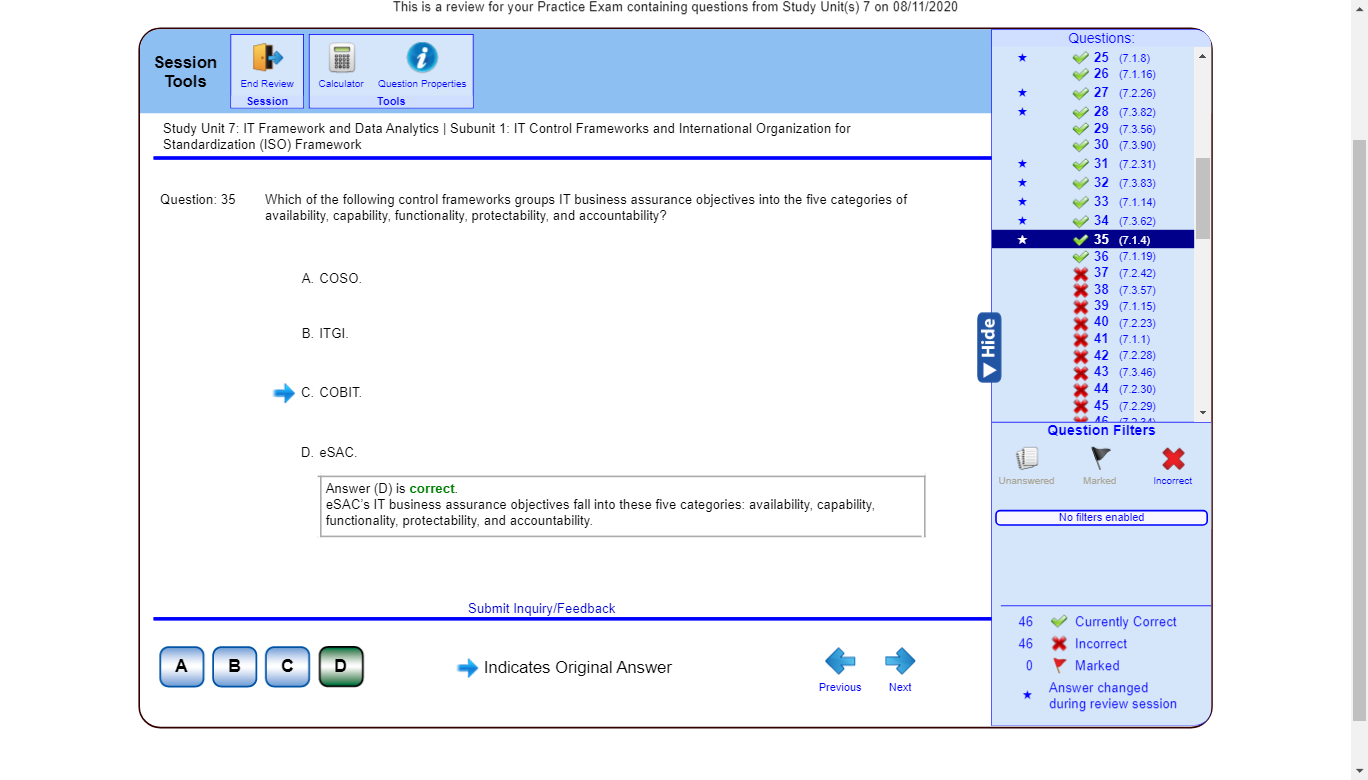 This is a review for your Practice Exam containing questions from Study Unit(s) 7 on 08/11/2020
Session
Tools
End Review
Session
Calculator
Question Properties
Tools
Study Unit 7: IT Framework and Data Analytics | Subunit 1: IT Control Frameworks and International Organization for
Standardization (ISO) Framework
Question: 35
Which of the following control frameworks groups IT business assurance objectives into the five categories of
availability, capability, functionality, protectability, and accountability?
A. COSO.
B. ITGI.
C. COBIT.
D. eSAC.
Answer (D) is correct.
eSAC's IT business assurance objectives fall into these five categories: availability, capability,
functionality, protectability, and accountability.
Submit Inquiry/Feedback
A
B
C
D
Indicates Original Answer
Previous
Next
Hide
Questions:
25 (7.1.8)
26 (7.1.16)
27 (7.2.26)
28 (7.3.82)
29 (7.3.56)
30 (7.3.90)
31 (7.2.31)
32 (7.3.83)
33 (7.1.14)
34 (7.3.62)
35 (7.1.4)
36 (7.1.19)
37 (7.2.42)
38 (7.3.57)
39 (7.1.15)
40 (7.2.23)
41 (7.1.1)
42 (7.2.28)
43 (7.3.46)
44 (7.2.30)
45 (7.2.29)
46 (7.2.34)
Question Filters
Unanswered
Marked
Incorrect
No filters enabled
46 Currently Correct
46 Incorrect
0 Marked
Answer changed
during review session